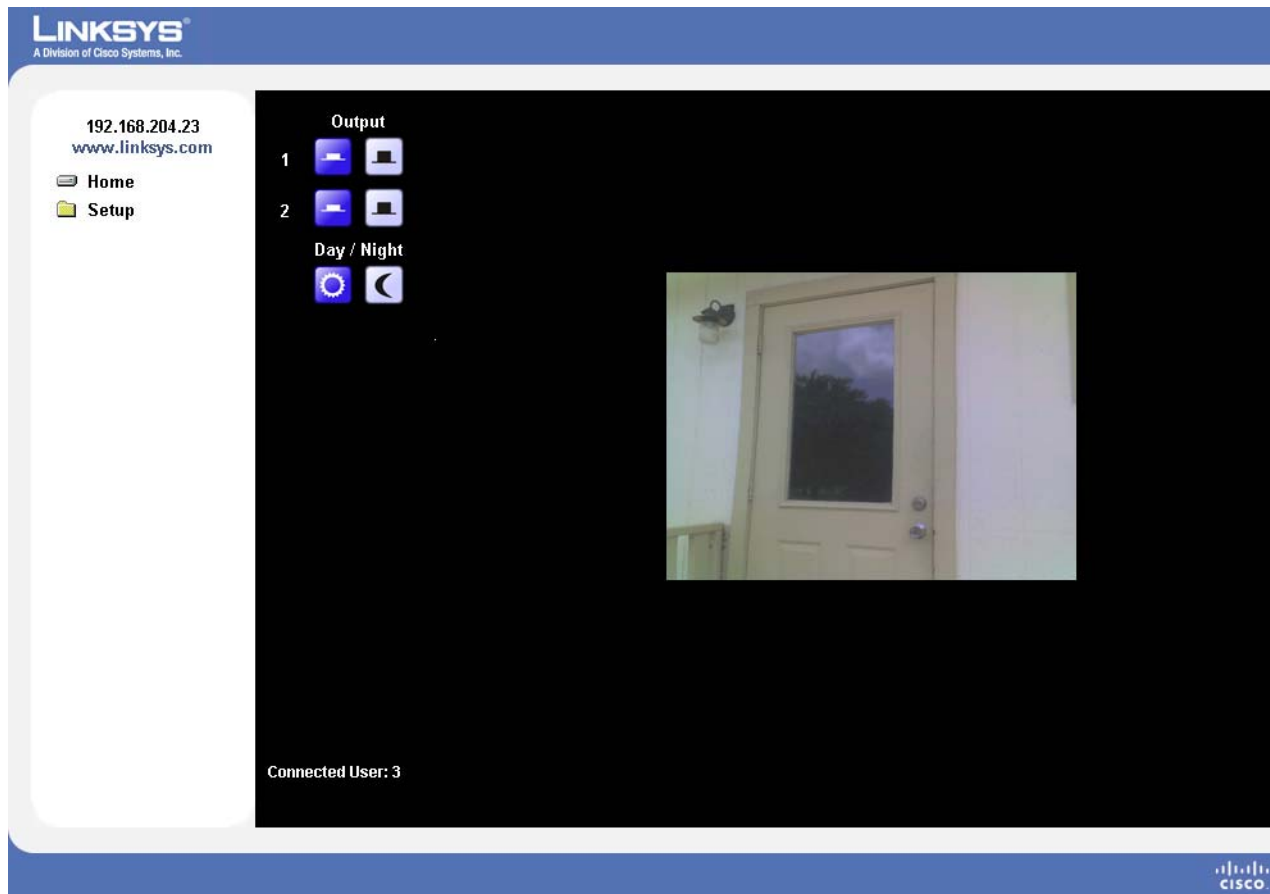 LINKSYS®
A Division of Cisco Systems, Inc.
192.168.204.23
www.linksys.com
Home
Setup
Output
1
2
Day / Night
Connected User: 3
CISCO